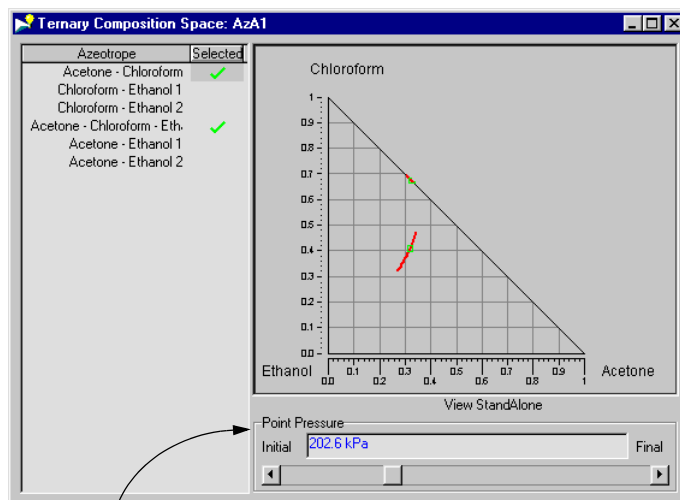 Ternary Composition Space: AzA1
Azeotrope Selected
Acetone - Chloroform
Chloroform - Ethanol 1
Chloroform - Ethanol 2
Acetone - Chloroform - Eth
Acetone - Ethanol 1
Acetone - Ethanol 2
Chloroform
1
0.9
0.8
0.7
0.6
0.5
0.4
0.3
0.2
0.1
0.0
Ethanol Acetone
0.0 0.1 0.2 0.3 0.4 0.5 0.6 0.7 0.8 0.9 1
View StandAlone
Point Pressure
Initial 202.6 kPa Final